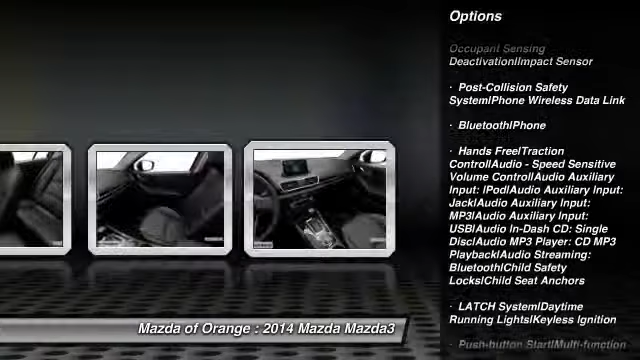 Options
Occupant Sensing
Deactivation|Impact Sensor
· Post-Collision Safety
System|Phone Wireless Data Link
· Bluetooth|Phone
· Hands Free|Traction
Control|Audio - Speed Sensitive
Volume Control|Audio Auxiliary
Input: IPod|Audio Auxiliary Input:
Jack|Audio Auxiliary Input:
MP3|Audio Auxiliary Input:
USB|Audio In-Dash CD: Single
Disc|Audio MP3 Player: CD MP3
Playback|Audio Streaming:
Bluetooth|Child Safety
Locks|Child Seat Anchors
· LATCH System|Daytime
Running Lights|Keyless Ignition
· Push-button Start|Multi-function
Mazda of Orange : 2014 Mazda Mazda3